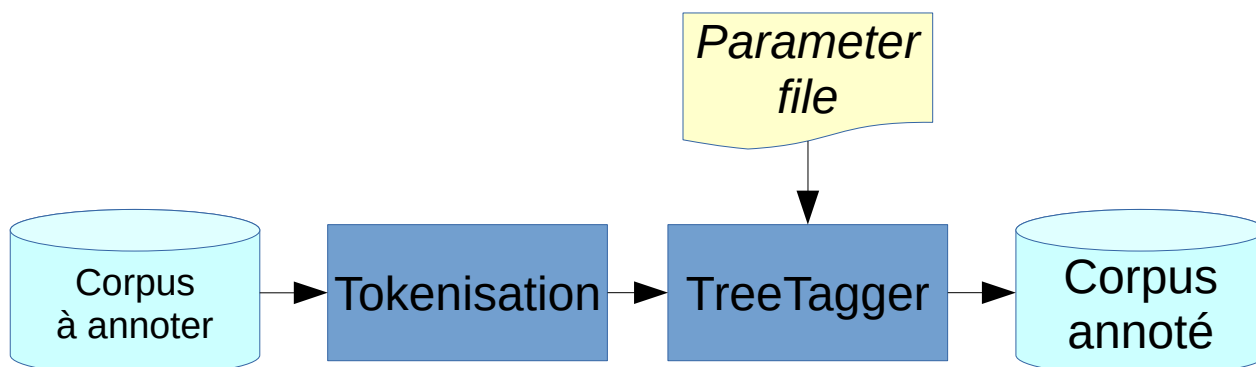 Parameter
file
Corpus
à annoter
Tokenisation
TreeTagger
Corpus
annoté